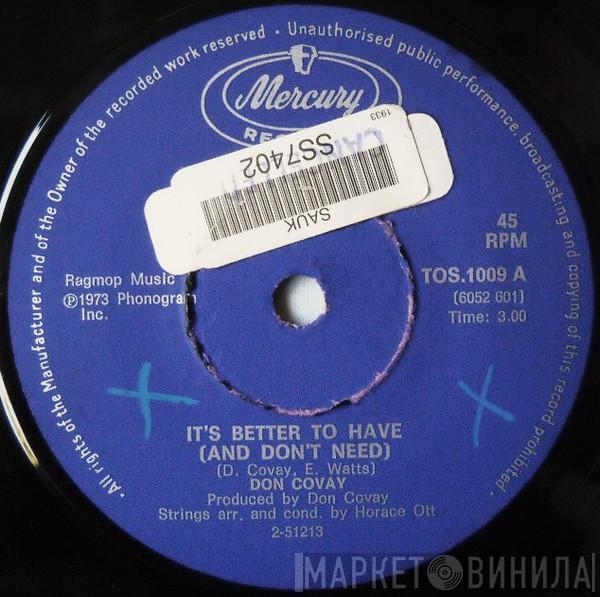 · All rights of the Manufacturer and of the Owner of the recorded work reserved · Unauthorised public performance, broadcasting and copying of this record prohibited ·
Mercury
1933
SS7402
SAUK
45
RPM
Ragmop Music
℗1973 Phonogram
Inc.
TOS.1009 A
(6052 601)
Time: 3.00
IT'S BETTER TO HAVE
(AND DON'T NEED)
(D. Covay, E. Watts)
DON COVAY
Produced by Don Covay
Strings arr. and cond. by Horace Ott
2-51213
МАРКЕТ ВИНИЛА